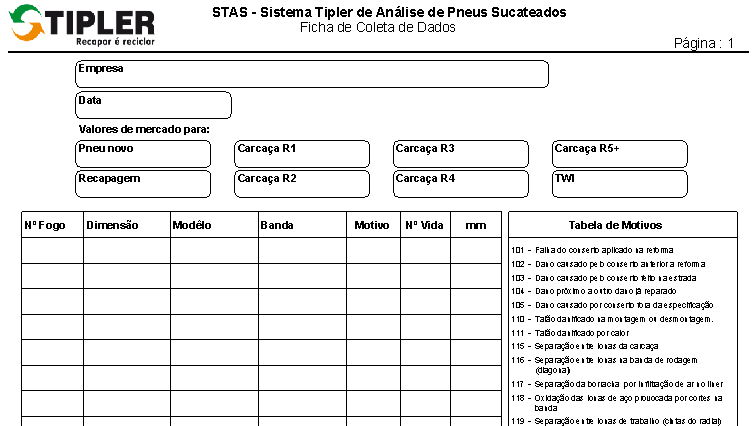 TIPLER
Recapar é reciclar
STAS - Sistema Tipler de Análise de Pneus Sucateados
Ficha de Coleta de Dados
Página : 1
Empresa
Data
Valores de mercado para:
Pneu novo
Carcaça R1
Carcaça R3
Carcaça R5+
Recapagem
Carcaça R2
Carcaça R4
TWI
Nº Fogo Dimensão Modêlo Banda Motivo Nº Vida mm
Tabela de Motivos
101 - Falha do conserto aplicado na reforma
102 - Dano causado pelo conserto anterior a reforma
103 - Dano causado pelo conserto feito na estrada
104 - Dano próximo a outro dano já reparado
105 - Dano causado por conserto fora da especificação
110 - Talão danificado na montagem ou desmontagem.
111 - Talão danificado por calor
115 - Separação entre lonas da carcaça
116 - Separação entre lonas na banda de rodagem
(diagonal)
117 - Separação da borracha por infiltração de ar no liner
118 - Oxidação das lonas de aço provocada por cortes na
banda
119 - Separação entre lonas de trabalho (cintas do radial)